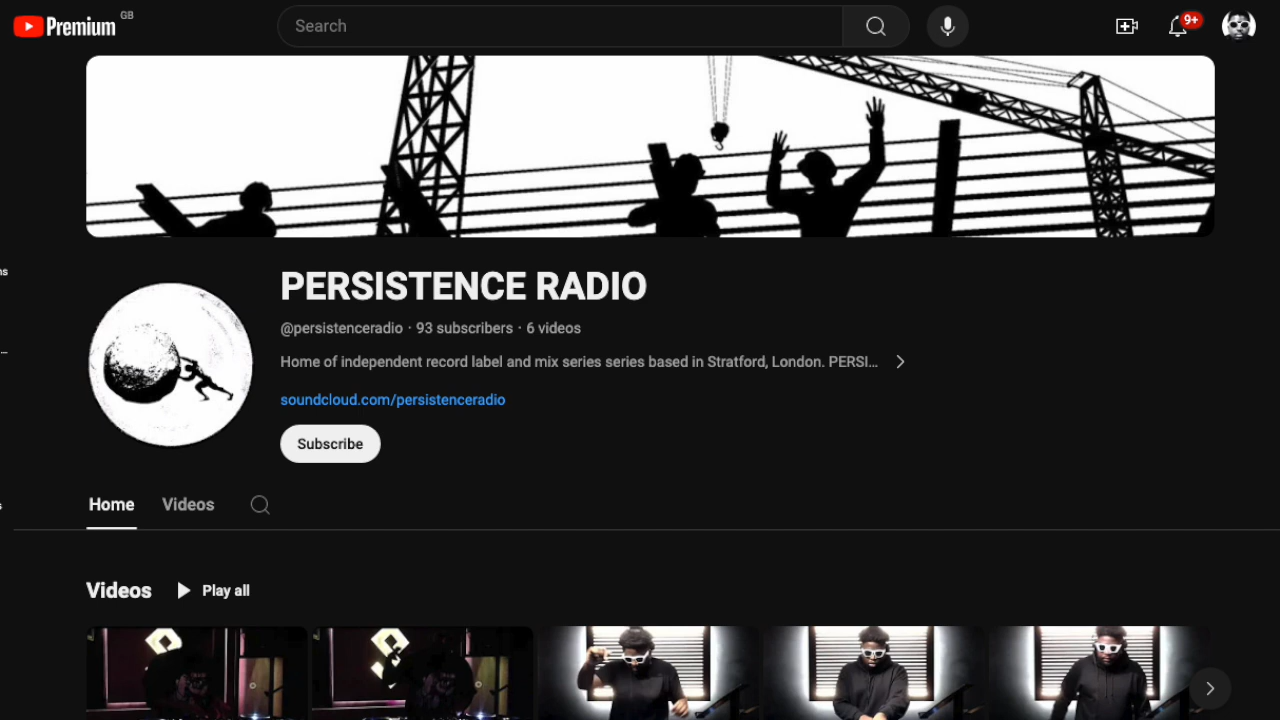 Premium GB
Search
9+
ns
PERSISTENCE RADIO
@persistenceradio · 93 subscribers · 6 videos
Home of independent record label and mix series series based in Stratford, London. PERSI...
soundcloud.com/persistenceradio
Subscribe
s
Home Videos
Videos Play all